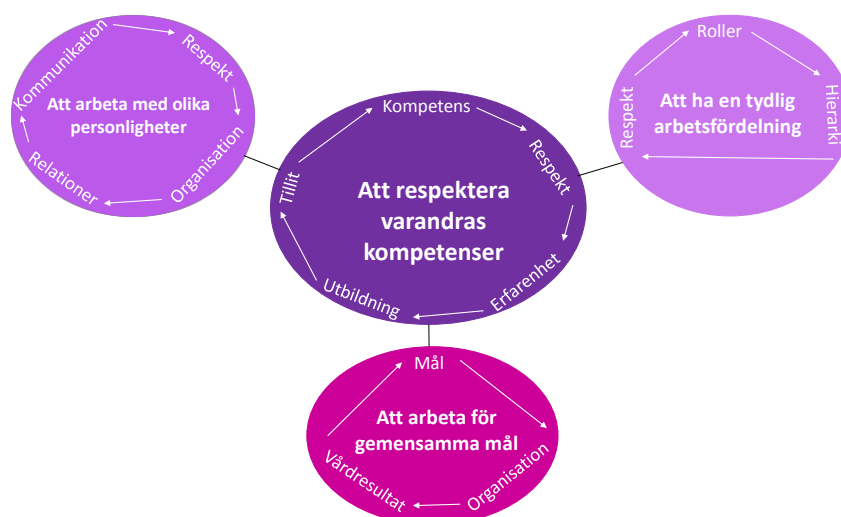 Kommunikation
Respekt
Att arbeta med olika
personligheter
Relationer
Organisation
Kompetens
Respekt
Tillit
Att respektera
varandras
kompetenser
Utbildning
Erfarenhet
Roller
Hierarki
Respekt
Att ha en tydlig
arbetsfördelning
Mål
Att arbeta för
gemensamma mål
Vårdresultat
Organisation